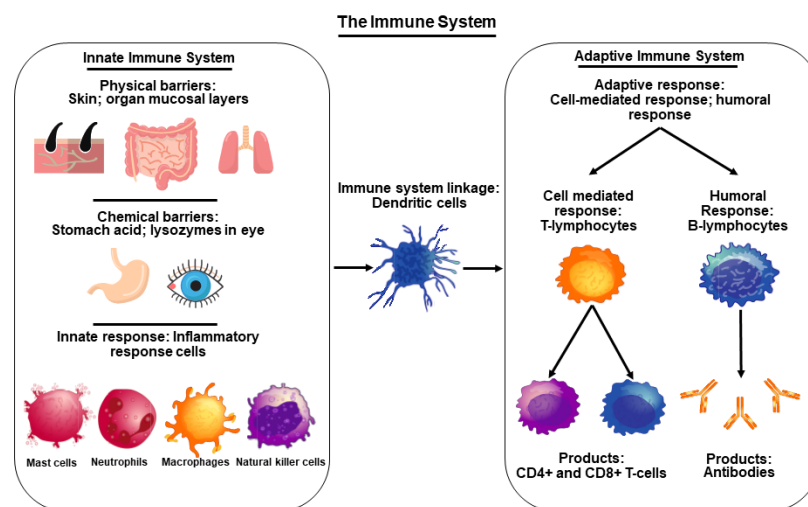 The Immune System
Innate Immune System
Physical barriers:
Skin; organ mucosal layers
Chemical barriers:
Stomach acid; lysozymes in eye
Innate response: Inflammatory
response cells
Mast cells
Neutrophils
Macrophages
Natural killer cells
Immune system linkage:
Dendritic cells
Adaptive Immune System
Adaptive response:
Cell-mediated response; humoral
response
Cell mediated
response:
T-lymphocytes
Humoral
Response:
B-lymphocytes
Products:
CD4+ and CD8+ T-cells
Products:
Antibodies